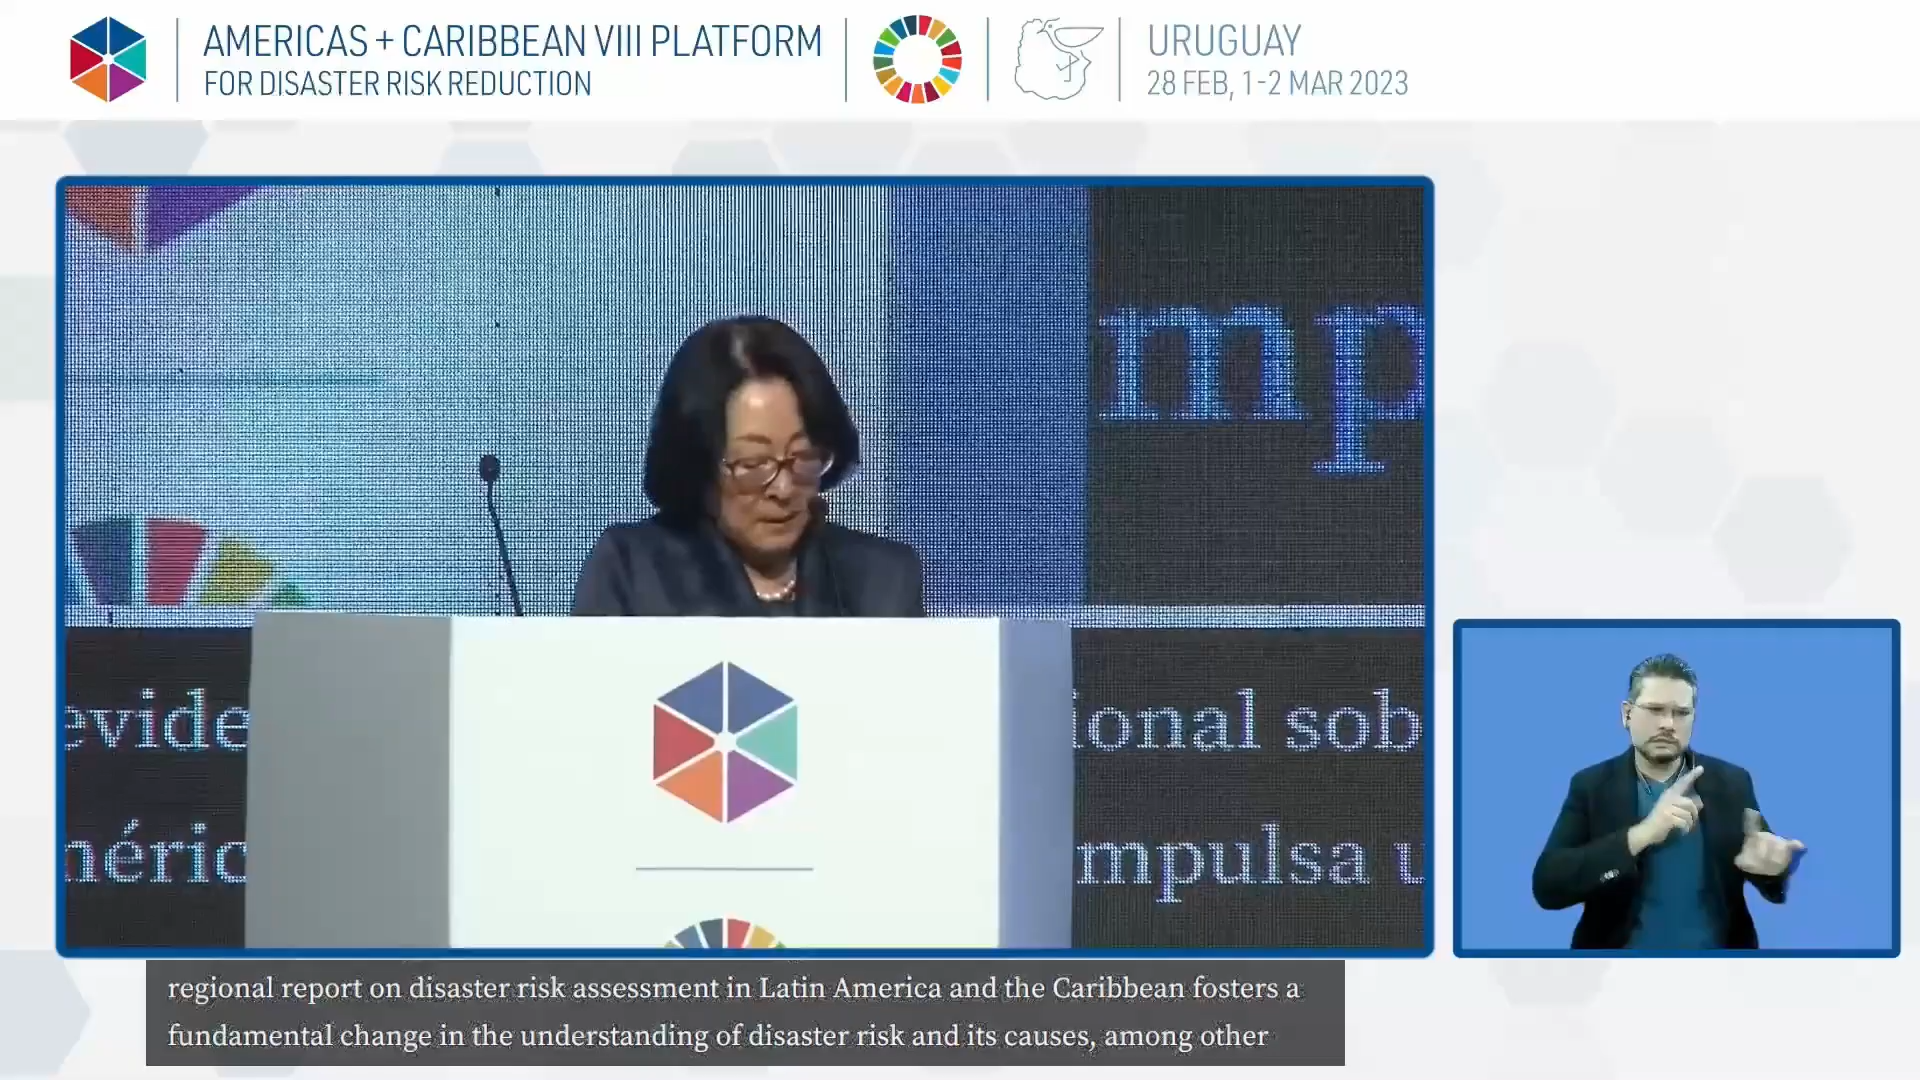 AMERICAS + CARIBBEAN VIII PLATFORM
FOR DISASTER RISK REDUCTION
URUGUAY
28 FEB, 1-2 MAR 2023
mp
evide
ional sob
méric
mpulsa u
regional report on disaster risk assessment in Latin America and the Caribbean fosters a
fundamental change in the understanding of disaster risk and its causes, among other